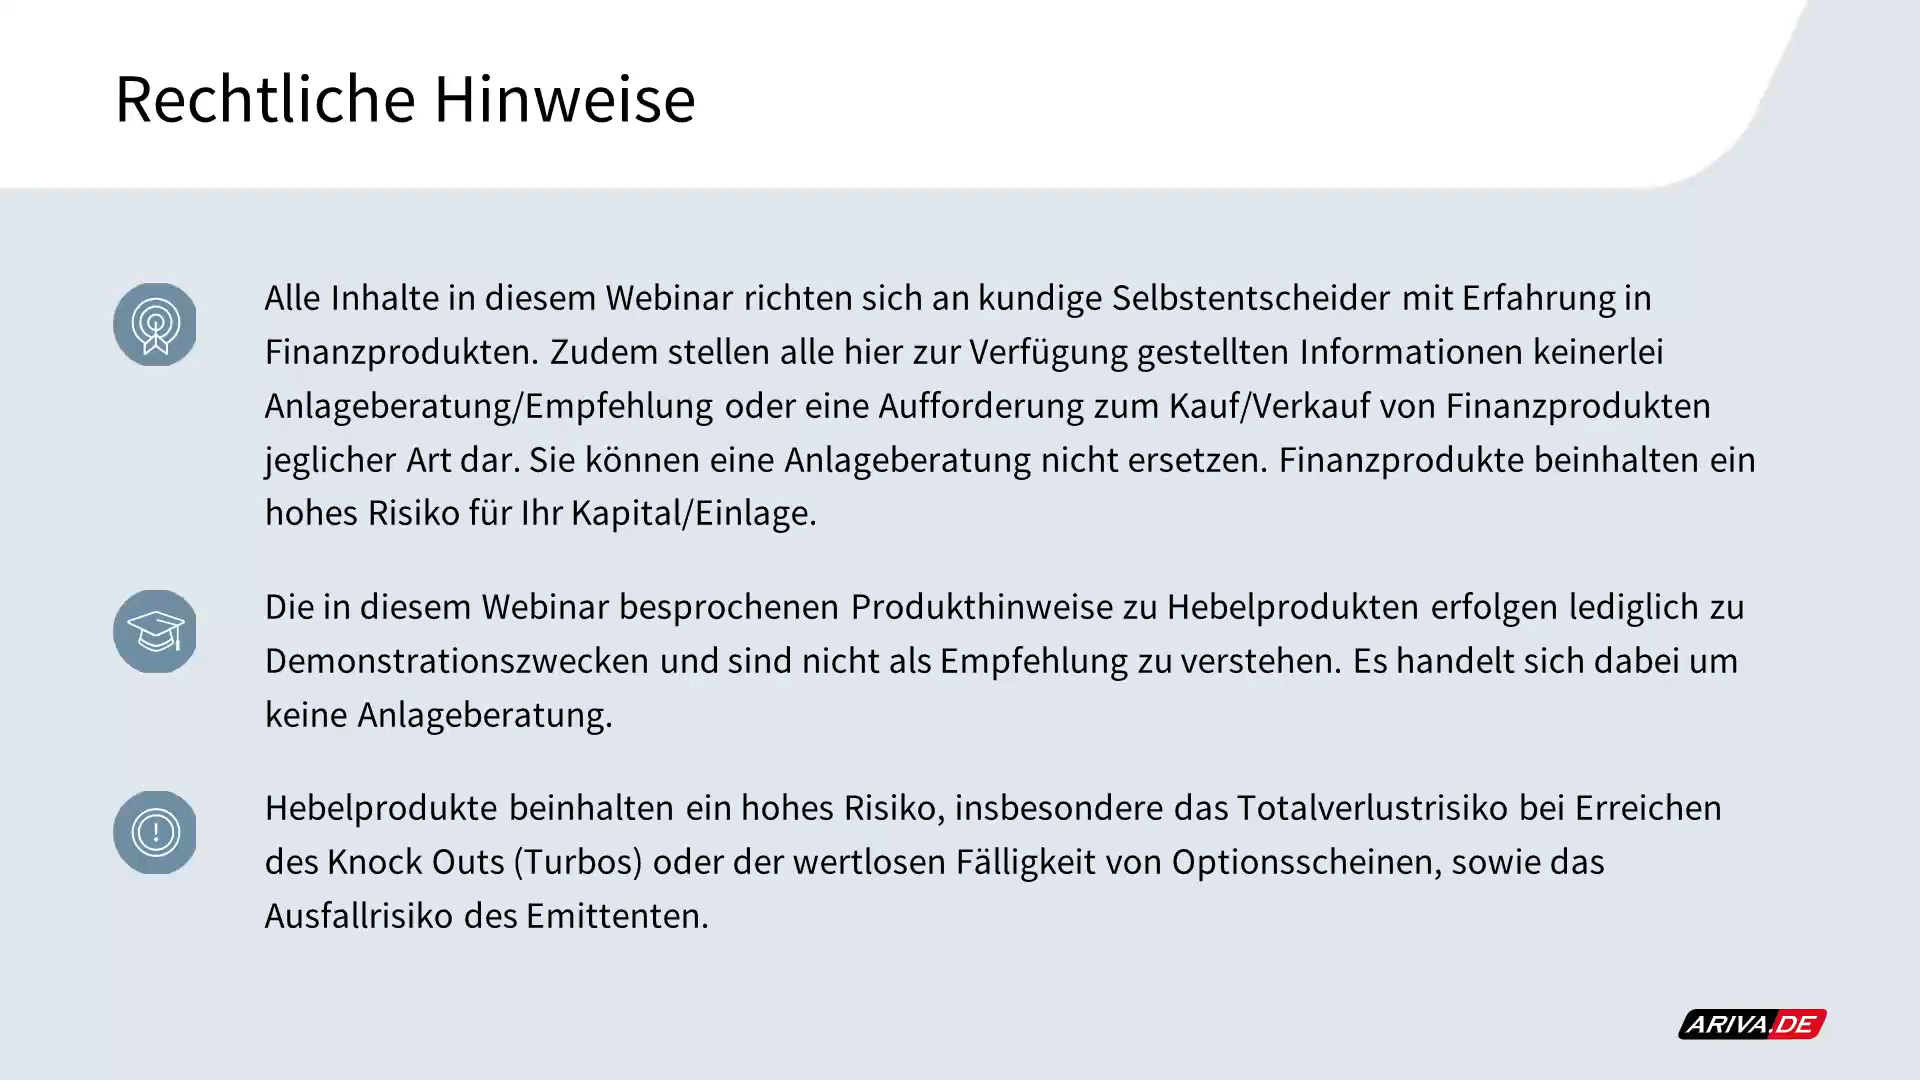 Rechtliche Hinweise
Alle Inhalte in diesem Webinar richten sich an kundige Selbstentscheider mit Erfahrung in
Finanzprodukten. Zudem stellen alle hier zur Verfügung gestellten Informationen keinerlei
Anlageberatung/Empfehlung oder eine Aufforderung zum Kauf/Verkauf von Finanzprodukten
jeglicher Art dar. Sie können eine Anlageberatung nicht ersetzen. Finanzprodukte beinhalten ein
hohes Risiko für Ihr Kapital/Einlage.
Die in diesem Webinar besprochenen Produkthinweise zu Hebelprodukten erfolgen lediglich zu
Demonstrationszwecken und sind nicht als Empfehlung zu verstehen. Es handelt sich dabei um
keine Anlageberatung.
Hebelprodukte beinhalten ein hohes Risiko, insbesondere das Totalverlustrisiko bei Erreichen
des Knock Outs (Turbos) oder der wertlosen Fälligkeit von Optionsscheinen, sowie das
Ausfallrisiko des Emittenten.
ARIVA.DE